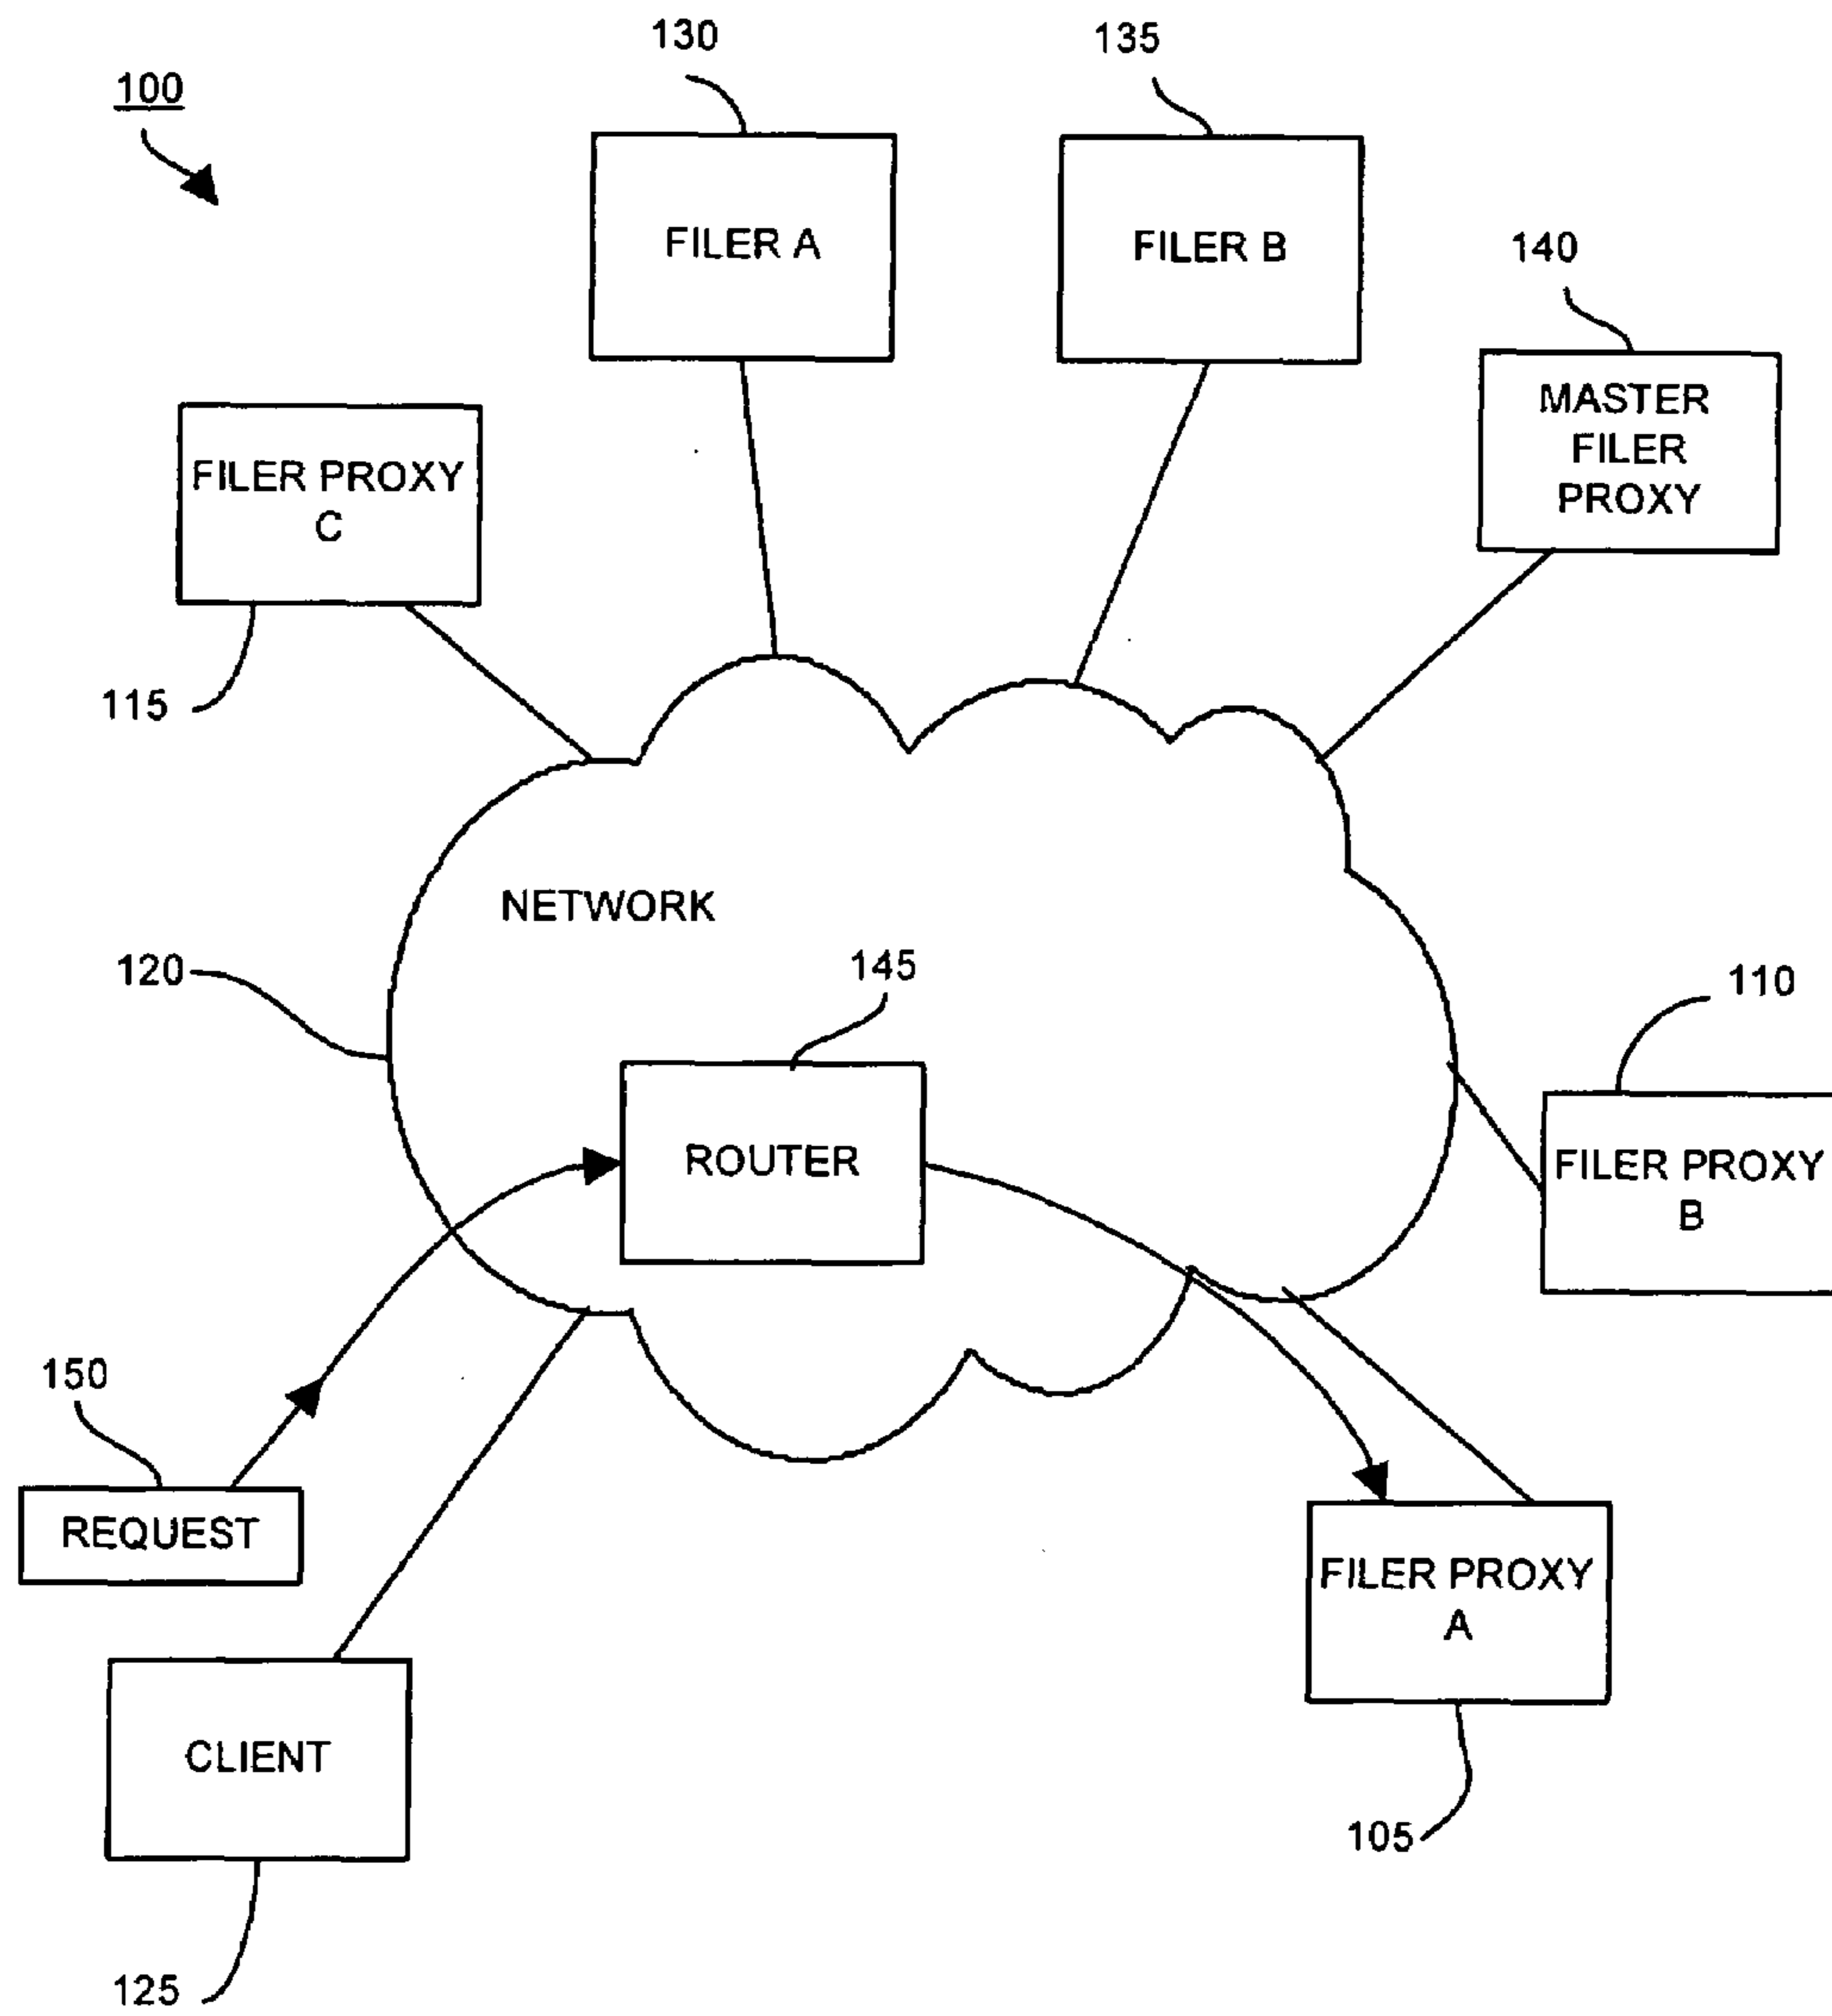 130
135
100
FILER A
FILER B
140
MASTER
FILER
PROXY
FILER PROXY
C
115
NETWORK
120
145
110
ROUTER
FILER PROXY
B
150
REQUEST
FILER PROXY
A
CLIENT
105
125